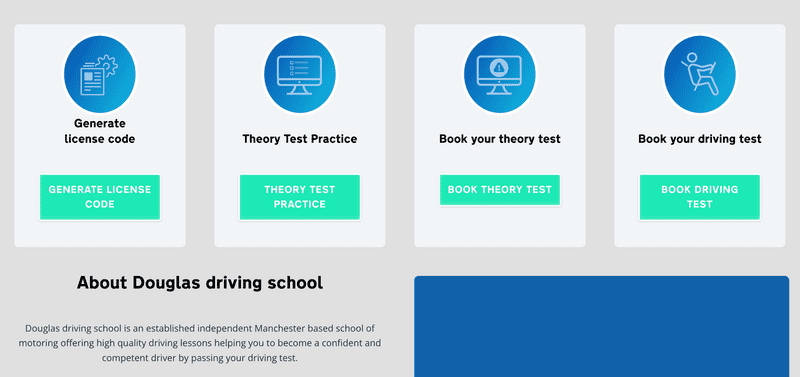 Generate
license code
Theory Test Practice
Book your theory test
Book your driving test
GENERATE LICENSE
CODE
THEORY TEST
PRACTICE
BOOK THEORY TEST
BOOK DRIVING
TEST
About Douglas driving school
Douglas driving school is an established independent Manchester based school of
motoring offering high quality driving lessons helping you to become a confident and
competent driver by passing your driving test.